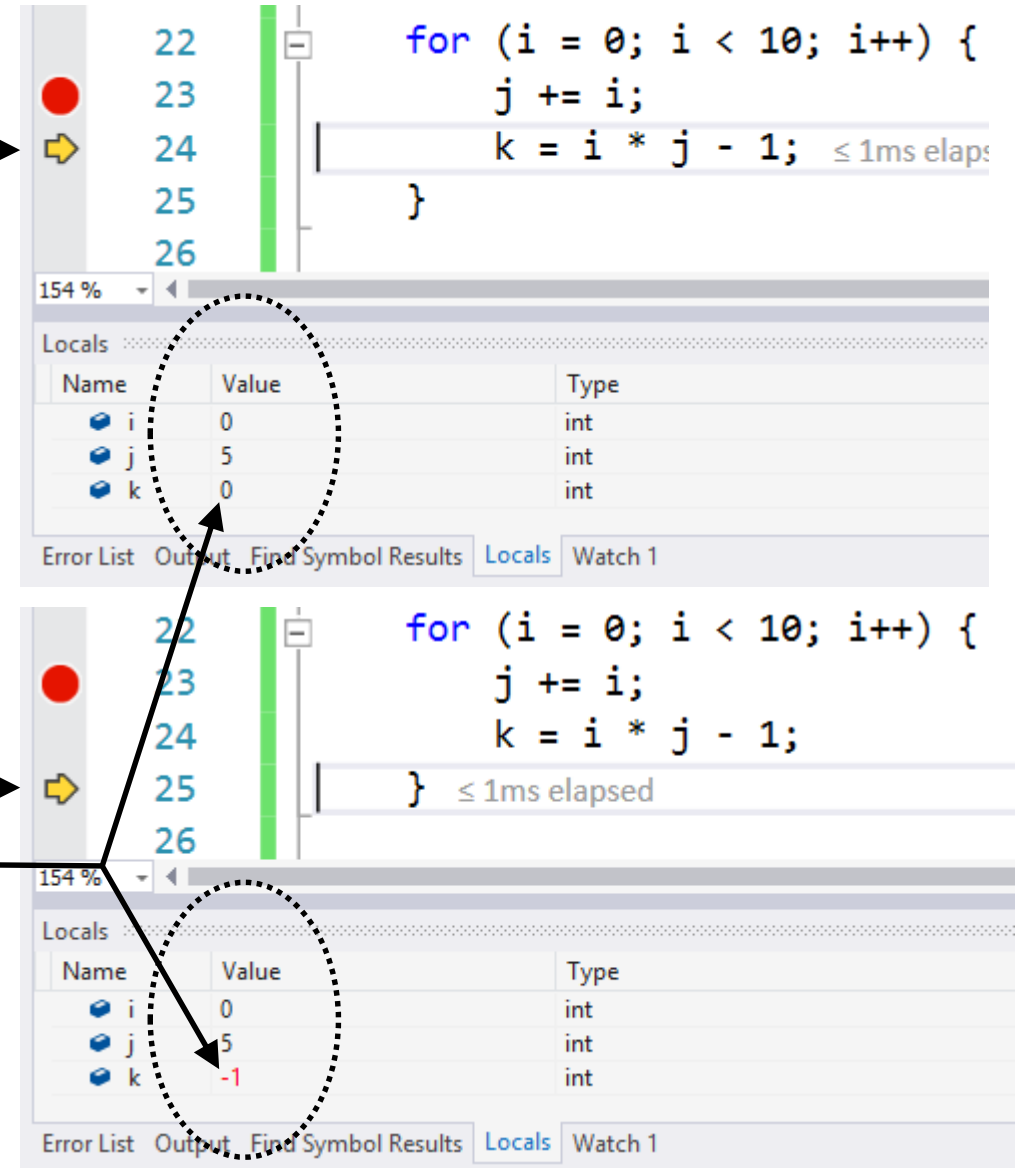 22 for (i = 0; i < 10; i++) {
23 j += i;
24 k = i * j - 1; ≤ 1ms elaps
25 }
26
154 %
Locals
Name Value Type
i 0 int
j 5 int
k 0 int
Error List Output Find Symbol Results Locals Watch 1
22 for (i = 0; i < 10; i++) {
23 j += i;
24 k = i * j - 1;
25 } ≤ 1ms elapsed
26
154 %
Locals
Name Value Type
i 0 int
j 5 int
k -1 int
Error List Output Find Symbol Results Locals Watch 1